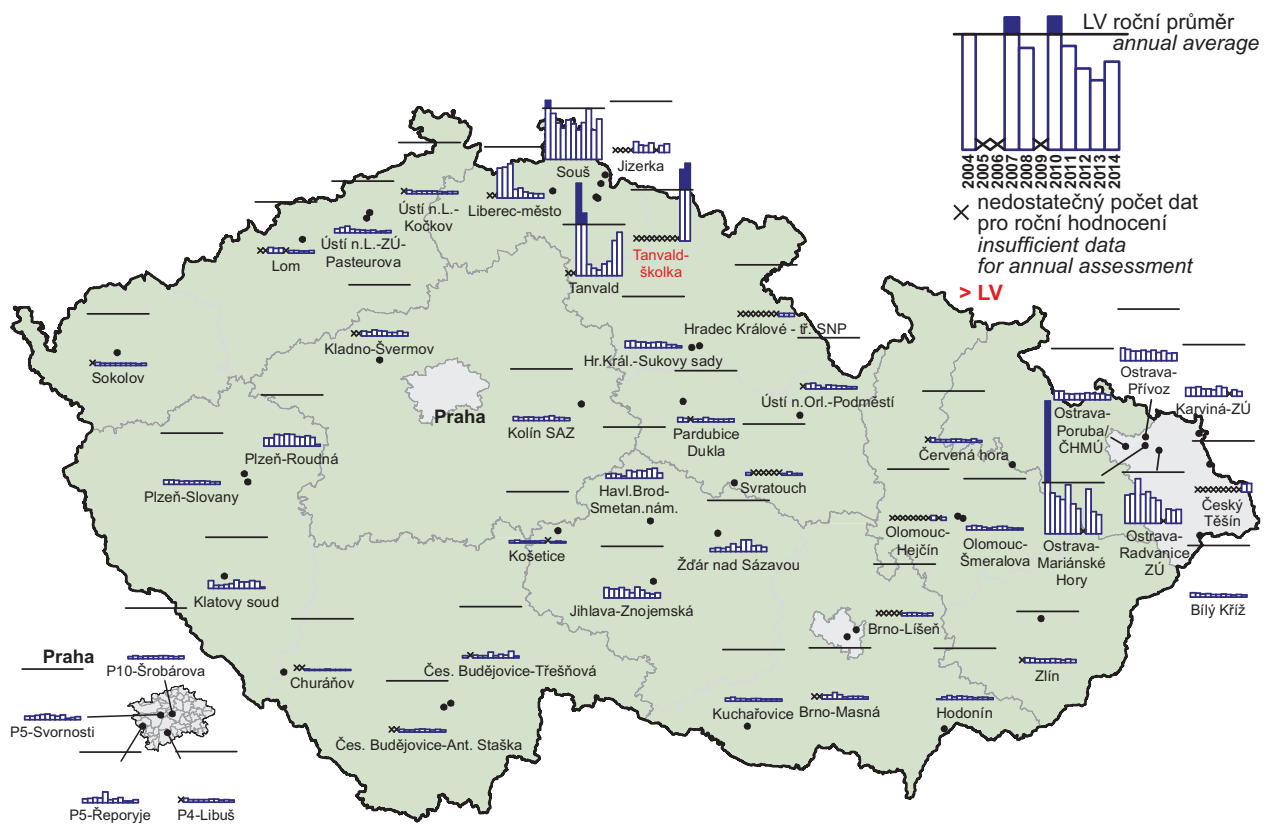 LV roční průměr
annual average
2004
2005
2006
2007
2008
2009
2010
2011
2012
2013
2014
nedostatečný počet dat
pro roční hodnocení
insufficient data
for annual assessment
> LV
Souš
Jizerka
Ústí n.L.-
Kočkov
Liberec-město
Ústí n.L.-ZÚ-
Pasteurova
Lom
Tanvald-
školka
Tanvald
Hradec Králové - tř. SNP
Kladno-Švermov
Hr.Král.-Sukovy sady
Sokolov
Ostrava-
Přívoz
Praha
Ústí n.Orl.-Podměstí
Karviná-ZÚ
Kolín SAZ
Pardubice
Dukla
Ostrava-
Poruba/
ČHMÚ
Plzeň-Roudná
Červená hora
Plzeň-Slovany
Havl.Brod-
Smetan.nám.
Svratouch
Český
Těšín
Košetice
Žďár nad Sázavou
Olomouc-
Hejčín
Olomouc-
Šmeralova
Ostrava-
Mariánské
Hory
Ostrava-
Radvanice
ZÚ
Klatovy soud
Jihlava-Znojemská
Bílý Kříž
Brno-Líšeň
Praha
P10-Šrobárova
Churáňov
Čes. Budějovice-Třešňová
Zlín
P5-Svornosti
Kuchařovice
Brno-Masná
Hodonín
Čes. Budějovice-Ant. Staška
P5-Řeporyje
P4-Libuš